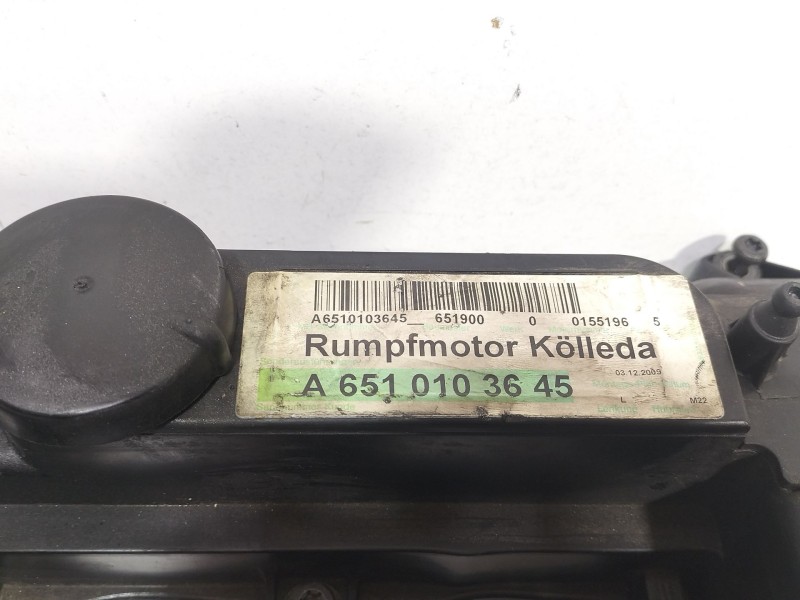 A6510103645__ 651900 0 0155196 5
Rumpfmotor Kölleda
A 651 010 36 45
03.12.2009
L M22